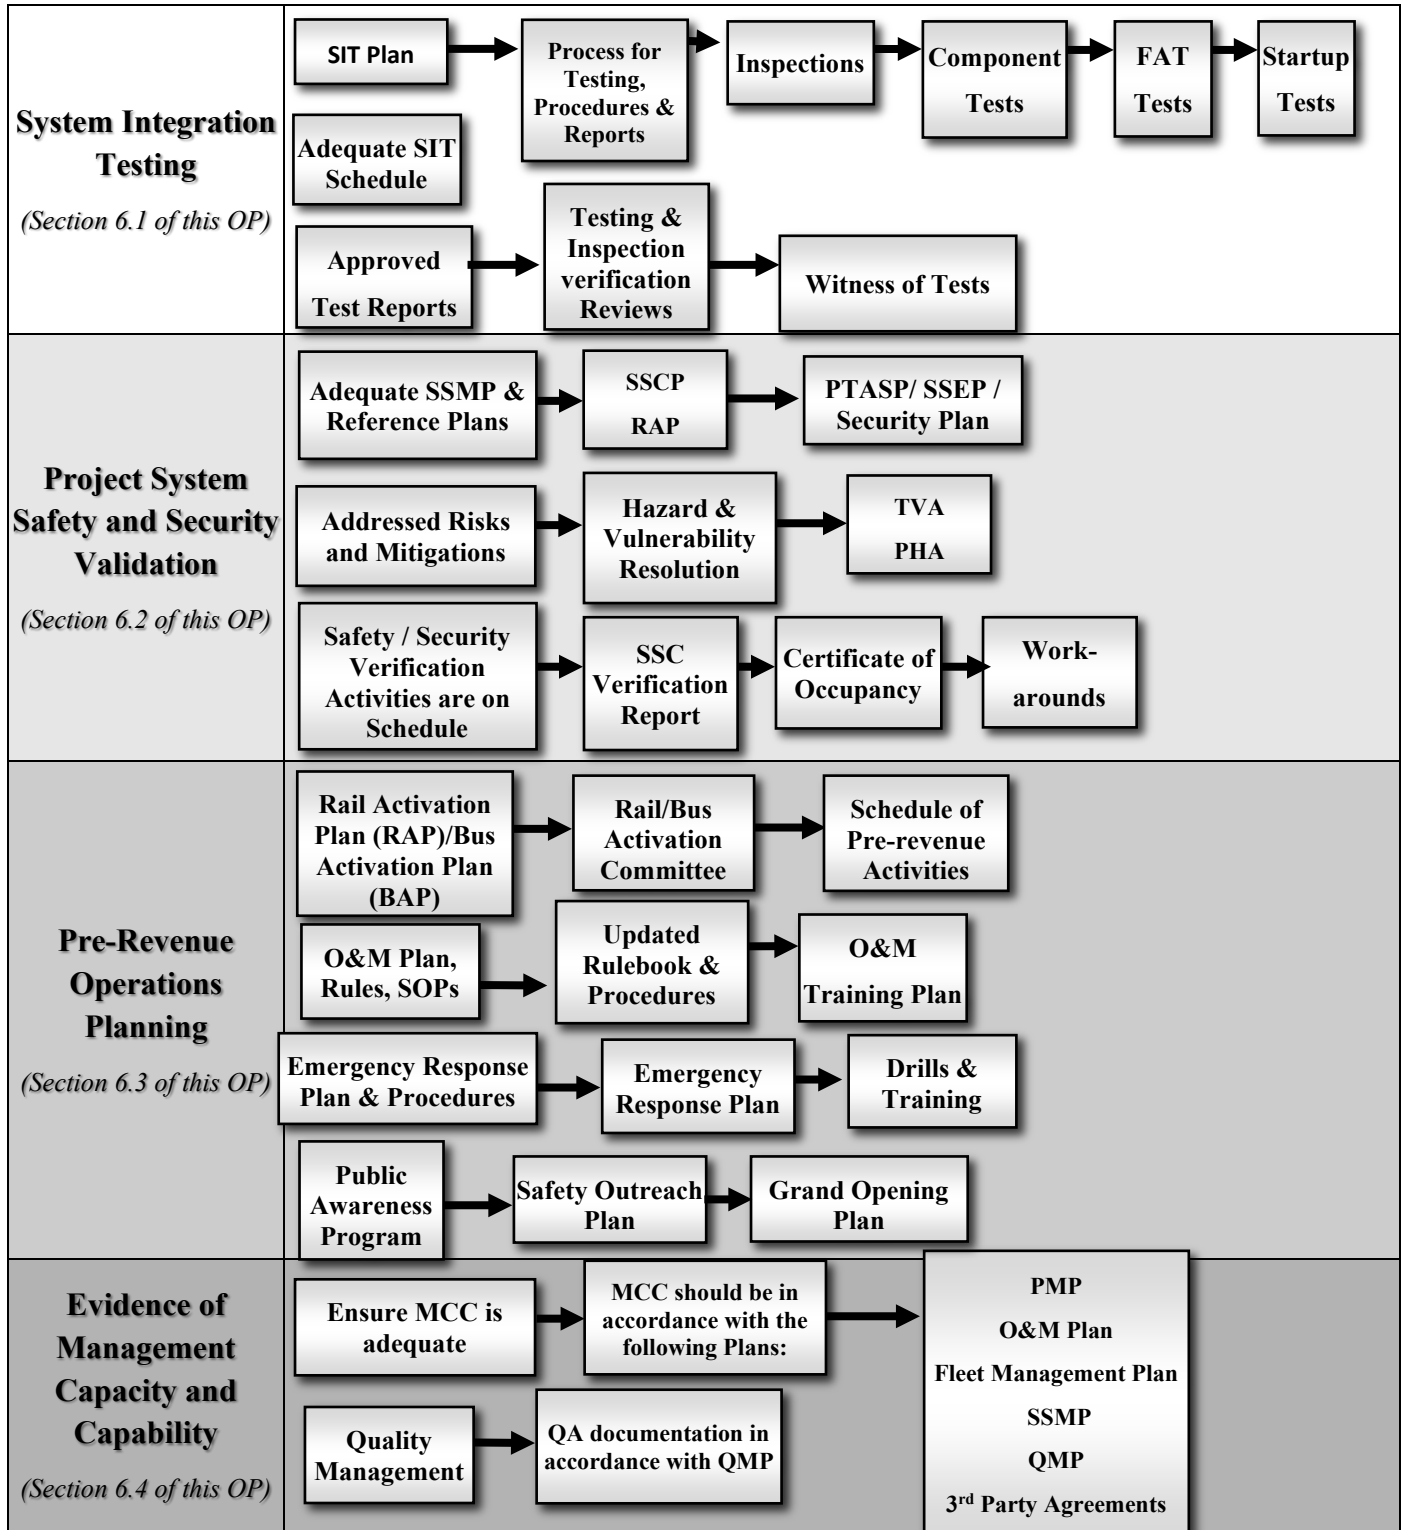 System Integration
Testing
(Section 6.1 of this OP)
SIT Plan
Process for
Testing,
Procedures &
Reports
Inspections
Component
Tests
FAT
Tests
Startup
Tests
Adequate SIT
Schedule
Approved
Test Reports
Testing &
Inspection
verification
Reviews
Witness of Tests
Project System
Safety and Security
Validation
(Section 6.2 of this OP)
Adequate SSMP &
Reference Plans
SSCP
RAP
PTASP/ SSEP /
Security Plan
Addressed Risks
and Mitigations
Hazard &
Vulnerability
Resolution
TVA
PHA
Safety / Security
Verification
Activities are on
Schedule
SSC
Verification
Report
Certificate of
Occupancy
Work-
arounds
Pre-Revenue
Operations
Planning
(Section 6.3 of this OP)
Rail Activation
Plan (RAP)/Bus
Activation Plan
(BAP)
Rail/Bus
Activation
Committee
Schedule of
Pre-revenue
Activities
O&M Plan,
Rules, SOPs
Updated
Rulebook &
Procedures
O&M
Training Plan
Emergency Response
Plan & Procedures
Emergency
Response Plan
Drills &
Training
Public
Awareness
Program
Safety Outreach
Plan
Grand Opening
Plan
Evidence of
Management
Capacity and
Capability
(Section 6.4 of this OP)
Ensure MCC is
adequate
MCC should be in
accordance with the
following Plans:
PMP
O&M Plan
Fleet Management Plan
SSMP
QMP
3rd Party Agreements
Quality
Management
QA documentation in
accordance with QMP